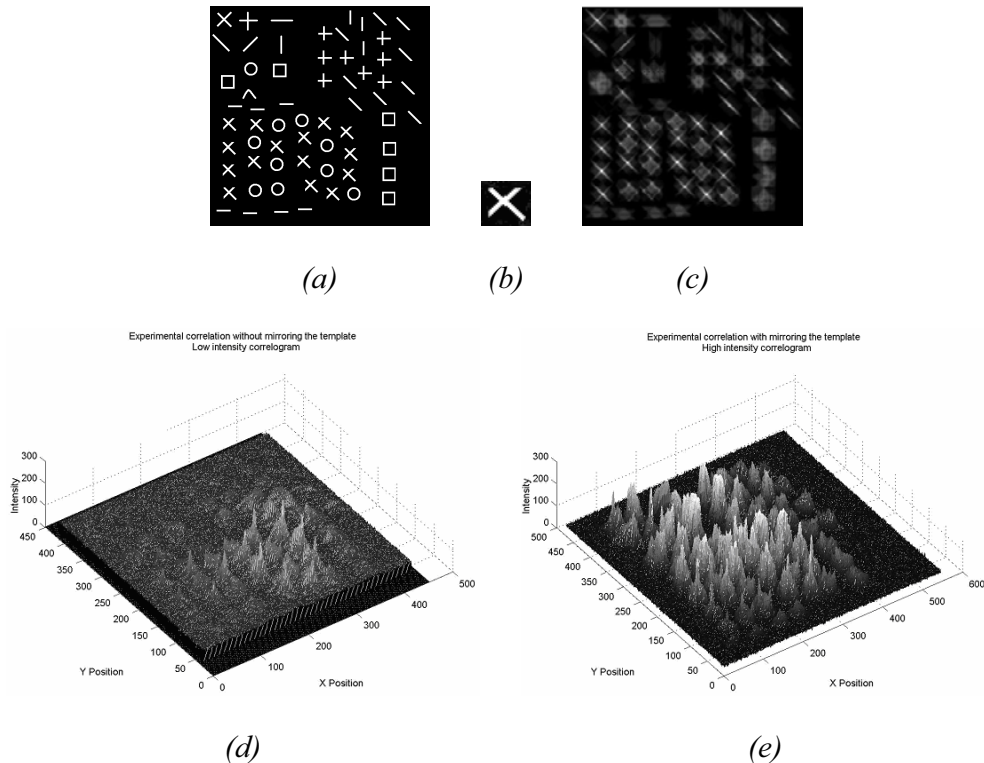 (a)
(b)
(c)
Experimental correlation without mirroring the template
Low intensity correlogram
300
200
100
0
Intensity
450
400
350
300
250
200
150
100
50
0
Y Position
0
100
200
300
400
500
X Position
Experimental correlation with mirroring the template
High intensity correlogram
300
200
100
0
Intensity
500
450
400
350
300
250
200
150
100
50
0
Y Position
0
100
200
300
400
500
600
X Position
(d)
(e)